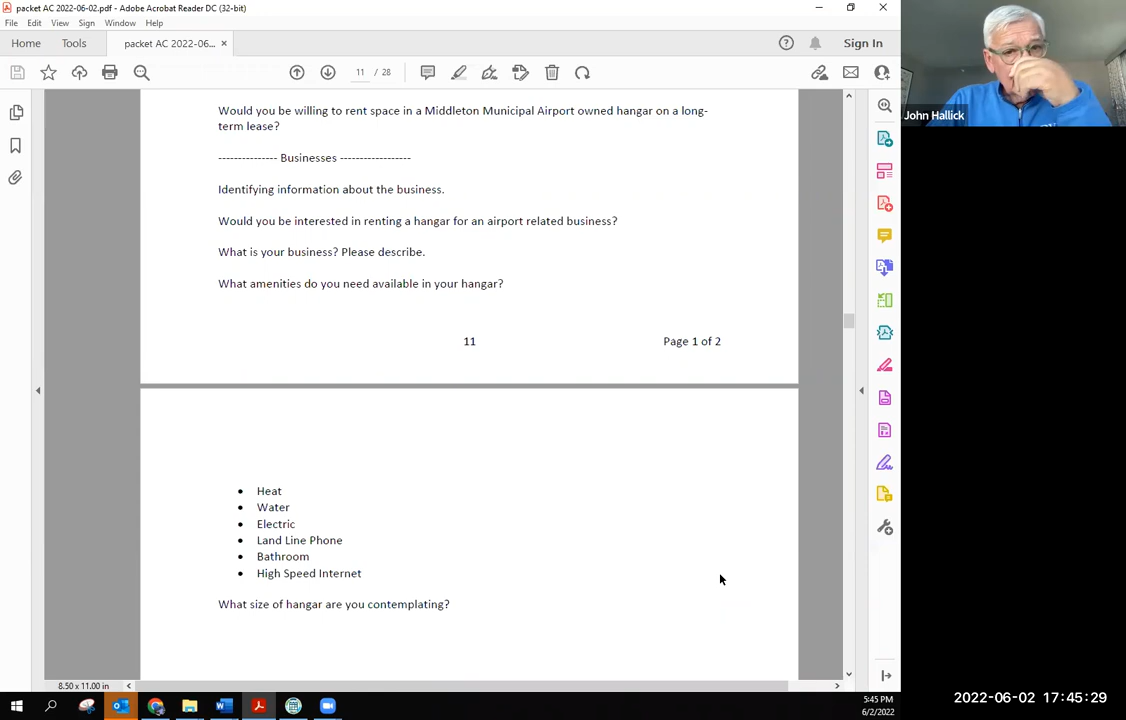 packet AC 2022-06-02.pdf - Adobe Acrobat Reader DC (32-bit)
File Edit View Sign Window Help
Home Tools packet AC 2022-06... × Sign In
11 / 28
Would you be willing to rent space in a Middleton Municipal Airport owned hangar on a long-
term lease?
--------------- Businesses ------------------
Identifying information about the business.
Would you be interested in renting a hangar for an airport related business?
What is your business? Please describe.
What amenities do you need available in your hangar?
11 Page 1 of 2
• Heat
• Water
• Electric
• Land Line Phone
• Bathroom
• High Speed Internet
What size of hangar are you contemplating?
8.50 x 11.00 in
John Hallick
5:45 PM
6/2/2022
2022-06-02 17:45:29